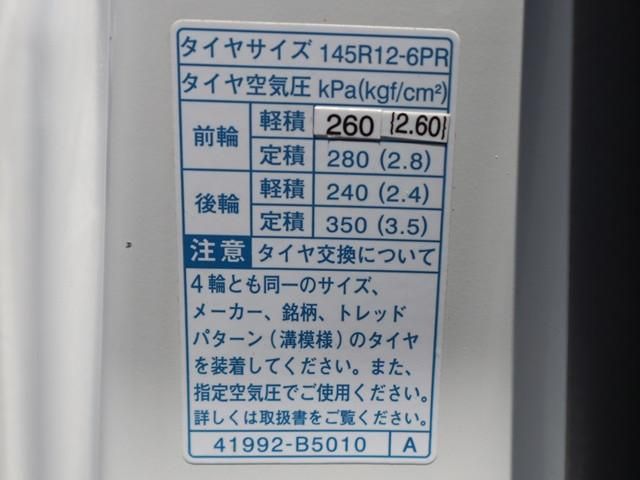 タイヤサイズ 145R12-6PR
タイヤ空気圧 kPa(kgf/cm²)
前輪 軽積 260 {2.60}
定積 280 (2.8)
後輪 軽積 240 (2.4)
定積 350 (3.5)
注意 タイヤ交換について
4輪とも同一のサイズ、
メーカー、銘柄、トレッド
パターン(溝模様)のタイヤ
を装着してください。また、
指定空気圧でご使用ください。
詳しくは取扱書をご覧ください。
41992-B5010 A